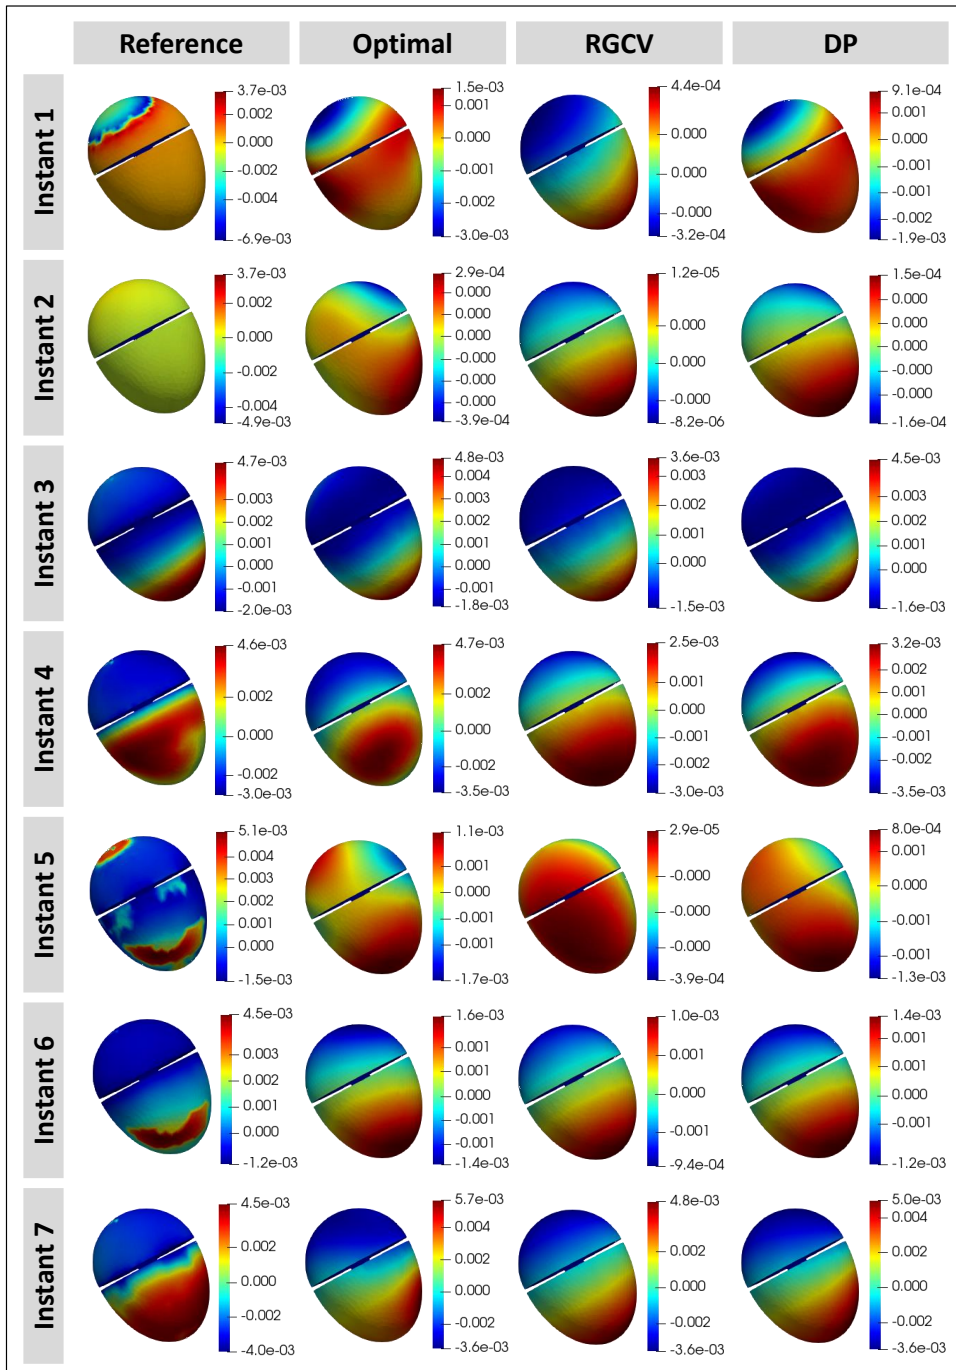 Reference Optimal RGCV DP
Instant 1
3.7e-03
0.002
0.000
-0.002
-0.004
-6.9e-03
1.5e-03
0.001
0.000
-0.001
-0.002
-3.0e-03
4.4e-04
0.000
0.000
-0.000
-3.2e-04
9.1e-04
0.001
0.000
-0.001
-0.001
-0.002
-1.9e-03
Instant 2
3.7e-03
0.002
0.000
-0.002
-0.004
-4.9e-03
2.9e-04
0.000
0.000
0.000
-0.000
-0.000
-0.000
-3.9e-04
1.2e-05
0.000
0.000
-0.000
-8.2e-06
1.5e-04
0.000
0.000
0.000
-0.000
-0.000
-1.6e-04
Instant 3
4.7e-03
0.003
0.002
0.001
0.000
-0.001
-2.0e-03
4.8e-03
0.004
0.003
0.002
0.001
0.000
-0.001
-1.8e-03
3.6e-03
0.003
0.002
0.001
0.000
-1.5e-03
4.5e-03
0.003
0.002
0.001
0.000
-1.6e-03
Instant 4
4.6e-03
0.002
0.000
-0.002
-3.0e-03
4.7e-03
0.002
0.000
-0.002
-3.5e-03
2.5e-03
0.001
0.000
-0.001
-0.002
-3.0e-03
3.2e-03
0.002
0.001
0.000
-0.001
-0.002
-3.5e-03
Instant 5
5.1e-03
0.004
0.003
0.002
0.001
0.000
-1.5e-03
1.1e-03
0.001
0.000
-0.001
-0.001
-1.7e-03
2.9e-05
-0.000
-0.000
-0.000
-3.9e-04
8.0e-04
0.001
0.000
-0.001
-0.001
-1.3e-03
Instant 6
4.5e-03
0.003
0.002
0.001
0.000
-1.2e-03
1.6e-03
0.001
0.001
0.000
-0.001
-0.001
-1.4e-03
1.0e-03
0.001
0.000
-0.001
-9.4e-04
1.4e-03
0.001
0.001
0.000
-0.001
-1.2e-03
Instant 7
4.5e-03
0.002
0.000
-0.002
-4.0e-03
5.7e-03
0.004
0.002
0.000
-0.002
-3.6e-03
4.8e-03
0.002
0.000
-0.002
-3.6e-03
5.0e-03
0.004
0.002
0.000
-0.002
-3.6e-03